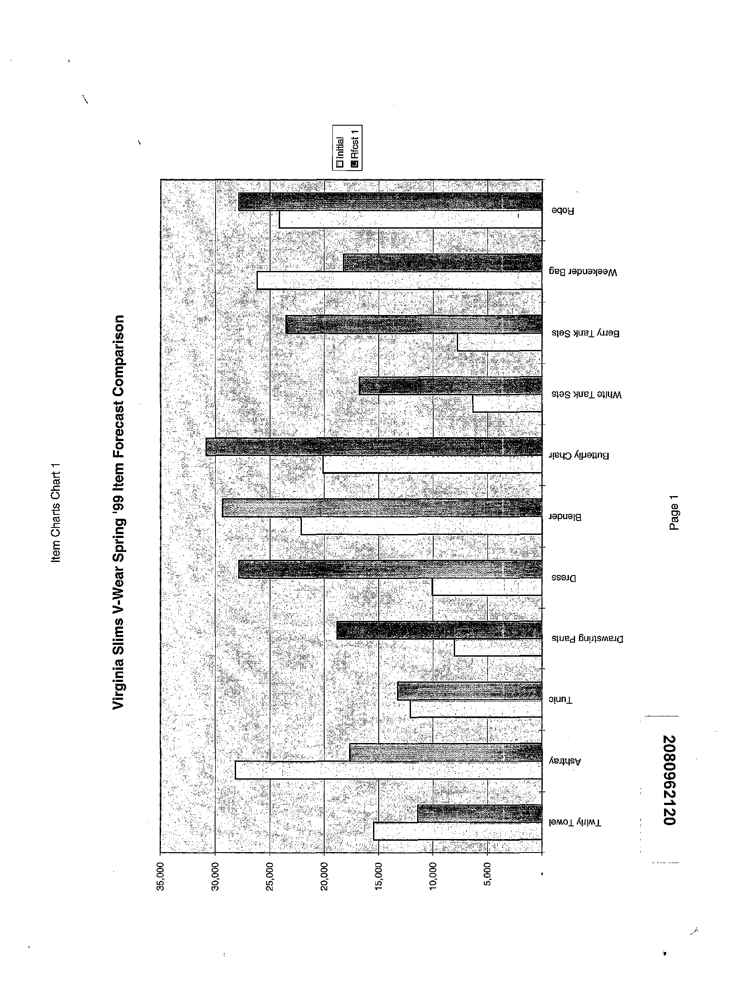 Item Charts Chart 1
Virginia Slims V-Wear Spring '99 Item Forecast Comparison
35,000
30,000
25,000
20,000
15,000
10,000
5,000
-
Twirly Towel
Ashtray
Tunic
Drawstring Pants
Dress
Blender
Butterfly Chair
White Tank Sets
Berry Tank Sets
Weekender Bag
Robe
Initial
Rfcst 1
Page 1
2080962120